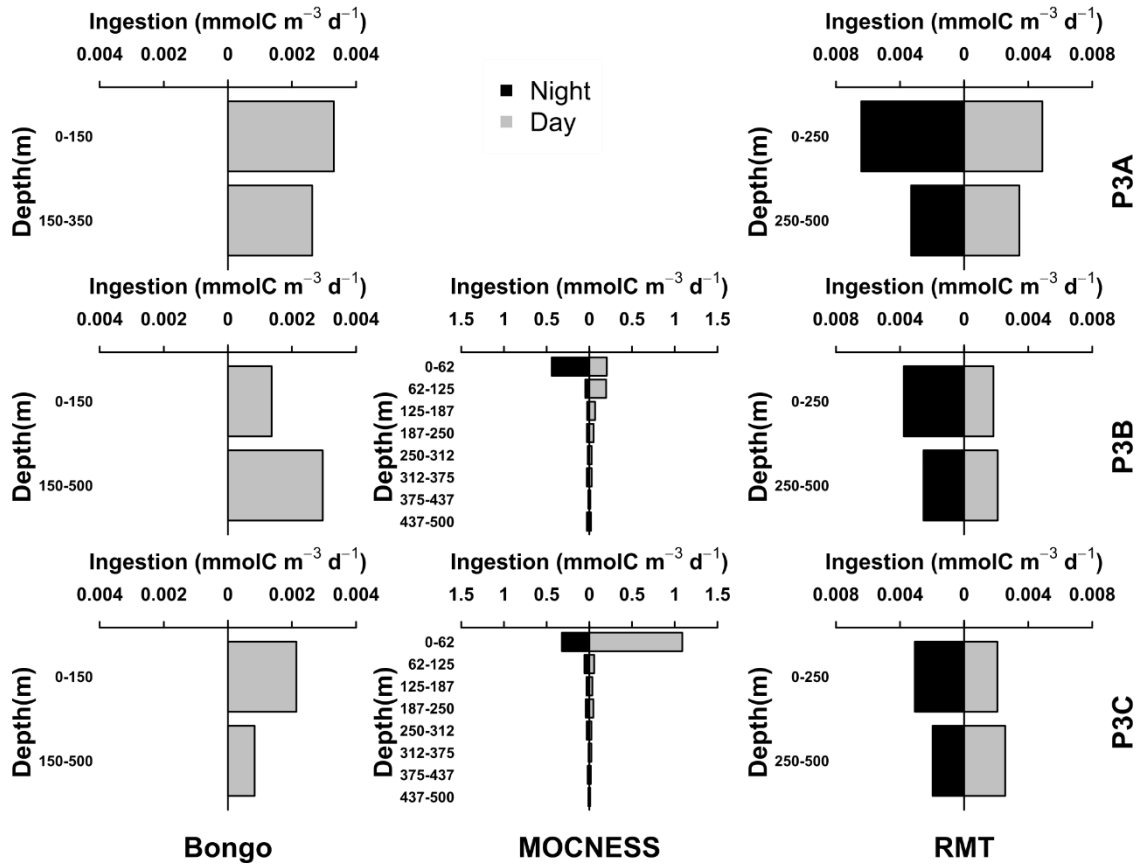 Ingestion (mmolC m⁻³ d⁻¹)
0.004 0.002 0 0.002 0.004
Depth(m)
0-150
150-350
Night
Day
Ingestion (mmolC m⁻³ d⁻¹)
0.008 0.004 0 0.004 0.008
Depth(m)
0-250
250-500
P3A
Ingestion (mmolC m⁻³ d⁻¹)
0.004 0.002 0 0.002 0.004
Depth(m)
0-150
150-500
Ingestion (mmolC m⁻³ d⁻¹)
1.5 1 0.5 0 0.5 1 1.5
Depth(m)
0-62
62-125
125-187
187-250
250-312
312-375
375-437
437-500
Ingestion (mmolC m⁻³ d⁻¹)
0.008 0.004 0 0.004 0.008
Depth(m)
0-250
250-500
P3B
Ingestion (mmolC m⁻³ d⁻¹)
0.004 0.002 0 0.002 0.004
Depth(m)
0-150
150-500
Ingestion (mmolC m⁻³ d⁻¹)
1.5 1 0.5 0 0.5 1 1.5
Depth(m)
0-62
62-125
125-187
187-250
250-312
312-375
375-437
437-500
Ingestion (mmolC m⁻³ d⁻¹)
0.008 0.004 0 0.004 0.008
Depth(m)
0-250
250-500
P3C
Bongo
MOCNESS
RMT